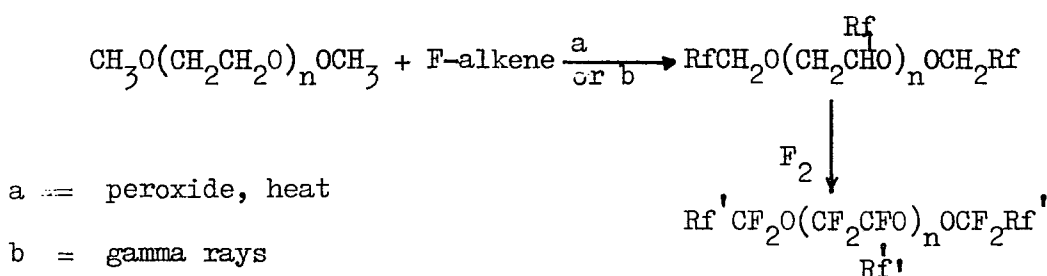 Rf
CH₃O(CH₂CH₂O)ₙOCH₃ + F-alkene a or b RfCH₂O(CH₂CHO)ₙOCH₂Rf
F₂
a = peroxide, heat
Rf'CF₂O(CF₂CFO)ₙOCF₂Rf'
b = gamma rays
Rf'